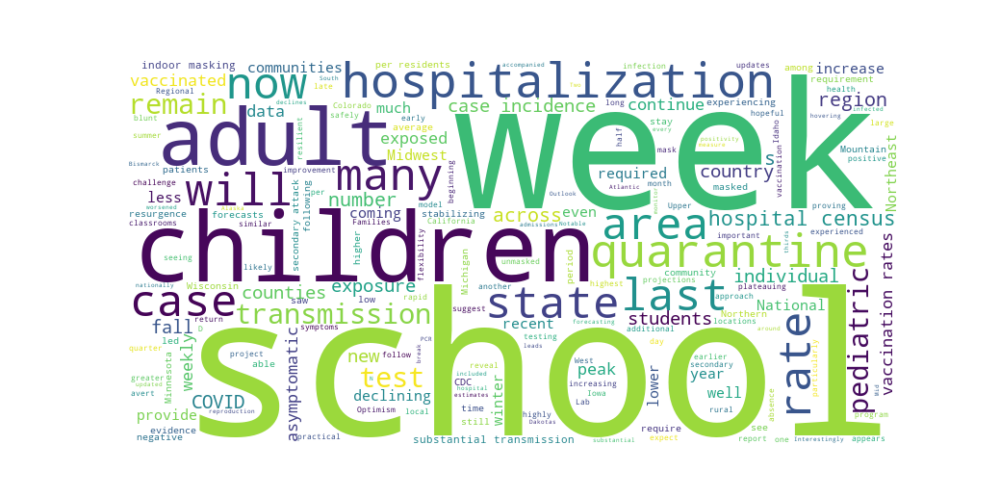 indoor masking
communities
per residents
accompanied
infection
updates
among
increase
vaccinated
now
hospitalization
requirement
Regional
South
late
declines
Ten
health
remain
data
Colorado
safely
much
early
case incidence
long
continue
experiencing
hopeful
region
infected
blunt
summer
resilient
average
exposed
stay
every
positivity
measure
half
mask
hovering
large
adult
week
Midwest
Idaho
Mountain
positive
Northeast
Bismarck
patients
improvement
many
beginning
required
country
s
vaccination
challenge
less
will
number
model
Outlook
Atlantic
month
masked
proving
worsened
Alaska
resurgence
forecasts
following
per
coming
stabilizing
across
even
area
Upper
hospital census
classrooms
similar
secondary attack
California
admissions
Notable
experienced
children
seeing
higher
flexibility
unmasked
quarantine
important
thirds
likely
Michigan
period
community
individual
nationally
Wisconsin
exposure
rapid
another
highest
projections
plateauing
pediatric
vaccination rates
case
counties
saw
low
suggest
state
last
approach
National
transmission
students
Northern
locations
return
D
fall
symptoms
recent
forecasting
additional
around
led
asymptomatic
testing
day
rate
quarter
Minnesota
weekly
project
able
new
follow
PCR
break
leads
West
peak
reveal
earlier
secondary
particularly
Mid
greater
updated
test
included
CDC
hospital
estimates
increasing
Iowa
lower
year
avert
COVID
declining
winter
Lab
well
absence
program
provide
reproduction
Optimism
local
time
highly
rural
evidence
still
Dakotas
require
see
negative
practical
substantial transmission
substantial
expect
report
one
Interestingly
appears
school